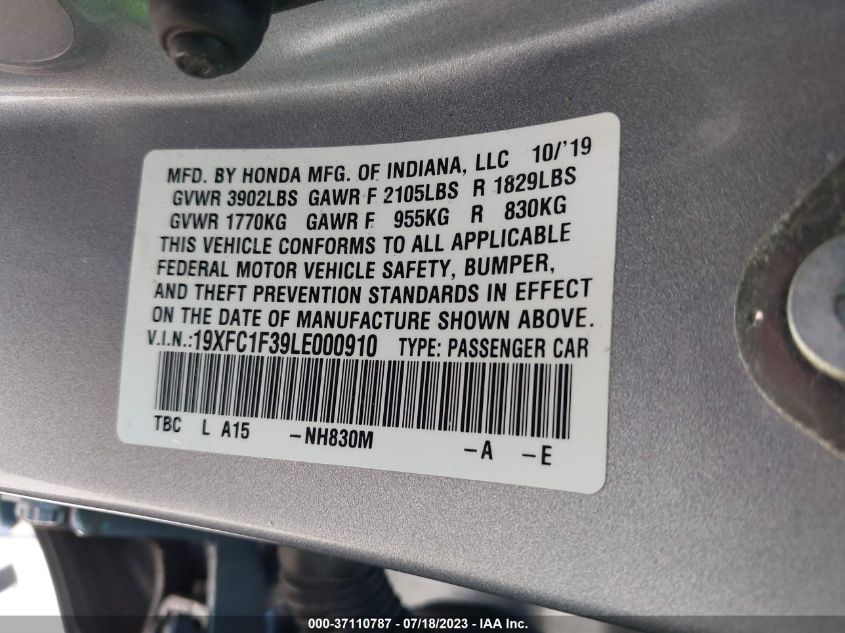 MFD. BY HONDA MFG. OF INDIANA, LLC 10/'19
GVWR 3902LBS GAWR F 2105LBS R 1829LBS
GVWR 1770KG GAWR F 955KG R 830KG
THIS VEHICLE CONFORMS TO ALL APPLICABLE
FEDERAL MOTOR VEHICLE SAFETY, BUMPER,
AND THEFT PREVENTION STANDARDS IN EFFECT
ON THE DATE OF MANUFACTURE SHOWN ABOVE.
V.I.N.:19XFC1F39LE000910 TYPE: PASSENGER CAR
TBC L A15 -NH830M -A -E
000-37110787 - 07/18/2023 - IAA Inc.